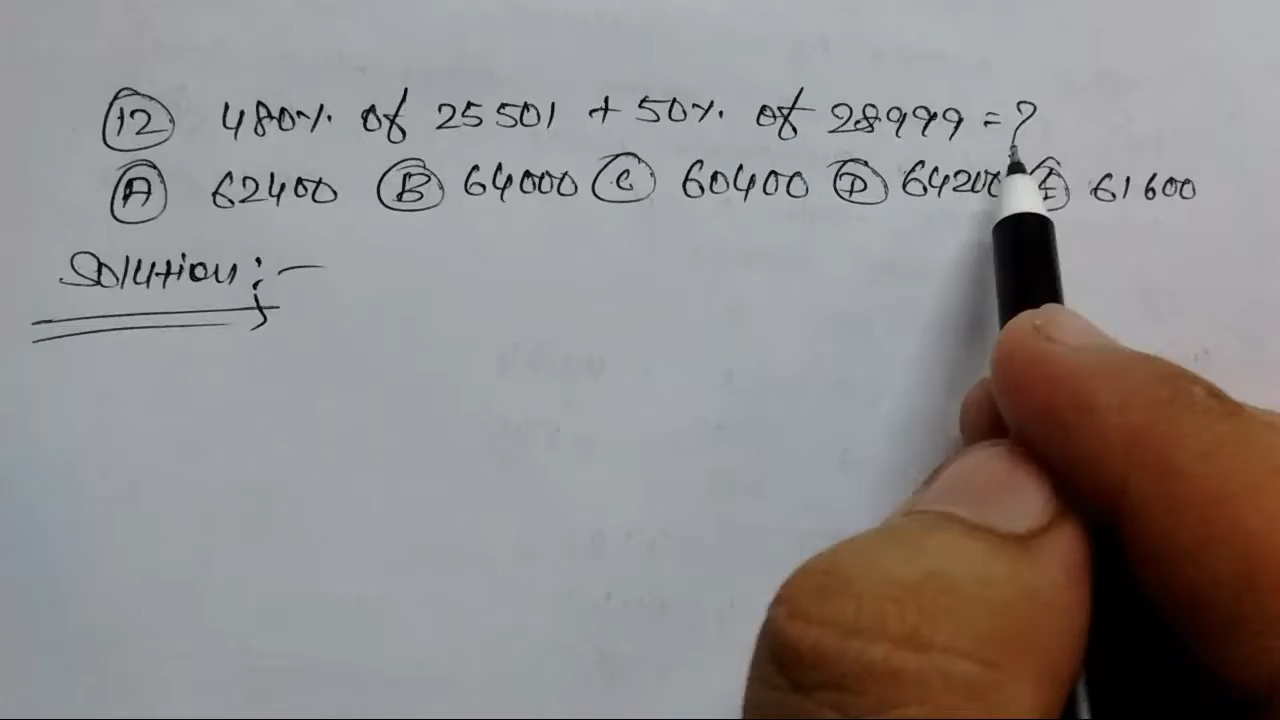 12 480% of 25501 + 50% of 28999 = ?
A 62400 B 64000 C 60400 D 64200 E 61600
Solution :-